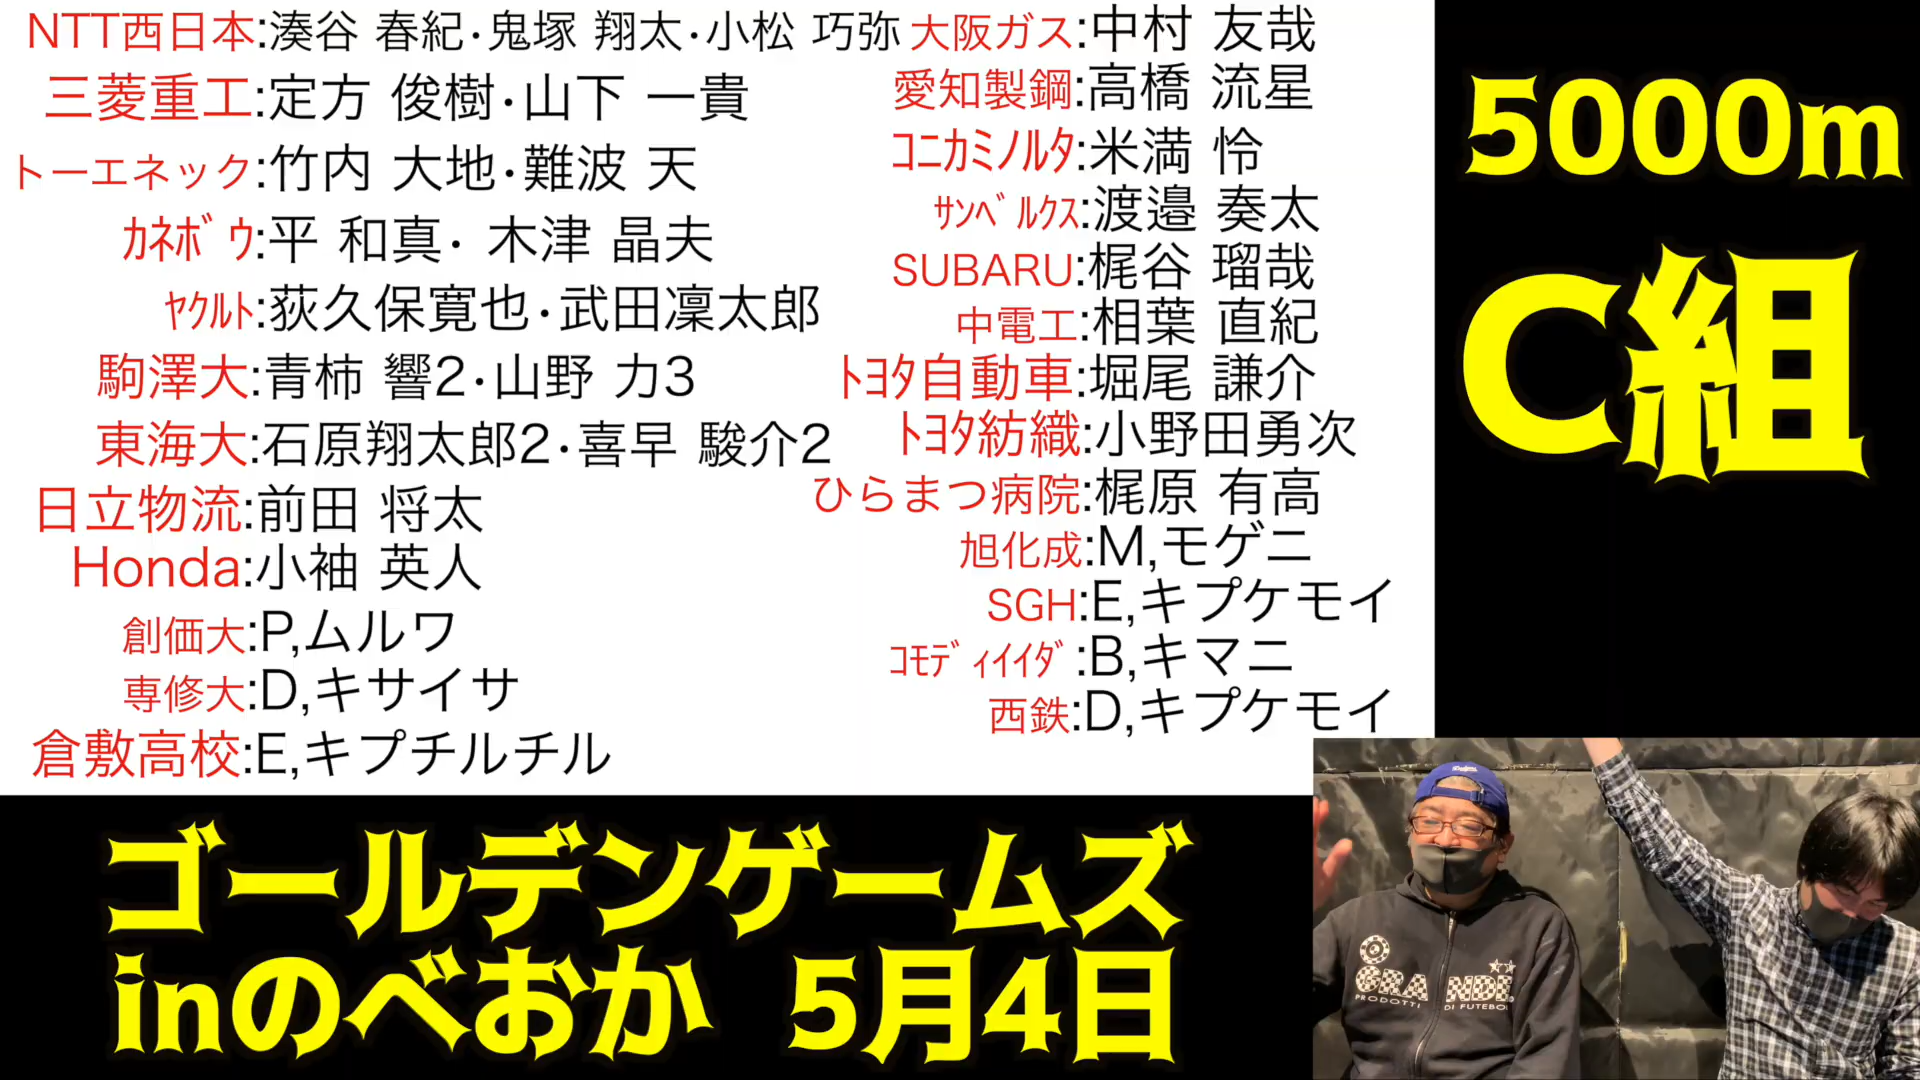 NTT西日本:湊谷 春紀・鬼塚 翔太・小松 巧弥
三菱重工:定方 俊樹・山下 一貴
トーエネック:竹内 大地・難波 天
カネボウ:平 和真・ 木津 晶夫
ヤクルト:荻久保寛也・武田凜太郎
駒澤大:青柿 響2・山野 力3
東海大:石原翔太郎2・喜早 駿介2
日立物流:前田 将太
Honda:小袖 英人
創価大:P,ムルワ
専修大:D,キサイサ
倉敷高校:E,キプチルチル
大阪ガス:中村 友哉
愛知製鋼:高橋 流星
コニカミノルタ:米満 怜
サンベルクス:渡邉 奏太
SUBARU:梶谷 瑠哉
中電工:相葉 直紀
トヨタ自動車:堀尾 謙介
トヨタ紡織:小野田勇次
ひらまつ病院:梶原 有高
旭化成:M,モゲニ
SGH:E,キプケモイ
コモディイイダ:B,キマニ
西鉄:D,キプケモイ
5000m
C組
ゴールデンゲームズ
inのべおか 5月4日
GRANDE
PRODOTTI DI FUTEBOL